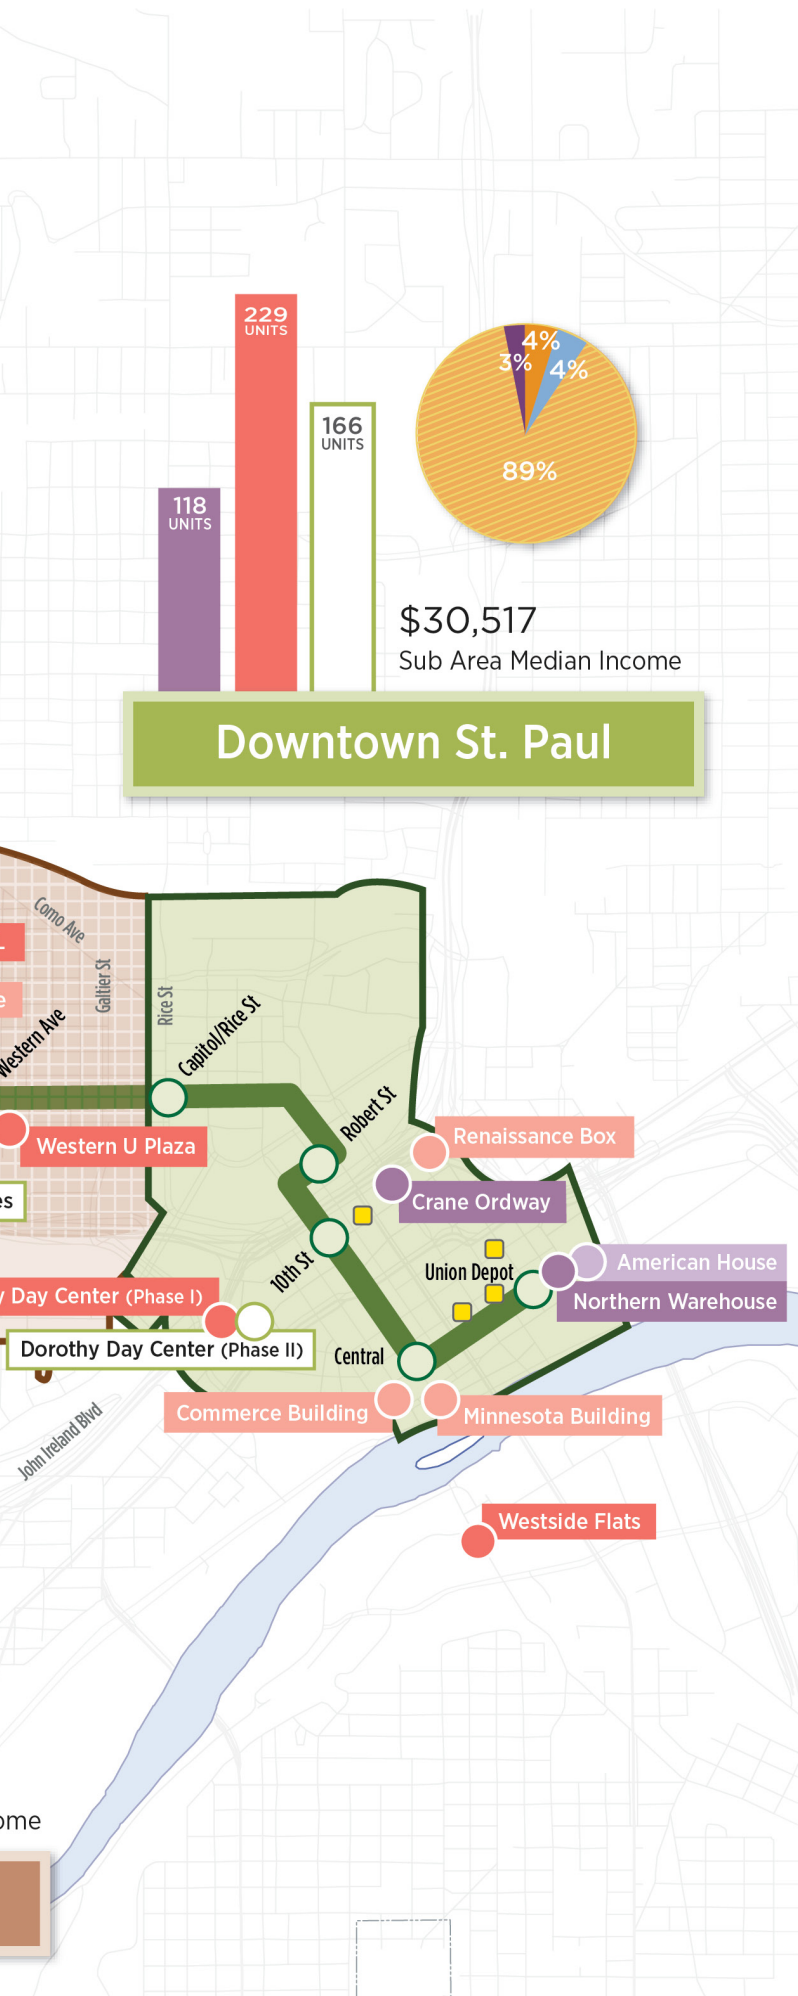 229
UNITS
4%
3%
4%
166
UNITS
89%
118
UNITS
$30,517
Sub Area Median Income
Downtown St. Paul
Como Ave
Galtier St
Rice St
Western Ave
Capitol/Rice St
Robert St
Renaissance Box
Western U Plaza
Crane Ordway
es
10th St
Union Depot
American House
Northern Warehouse
y Day Center (Phase I)
Dorothy Day Center (Phase II)
Central
Commerce Building
Minnesota Building
John Ireland Blvd
Westside Flats
ome